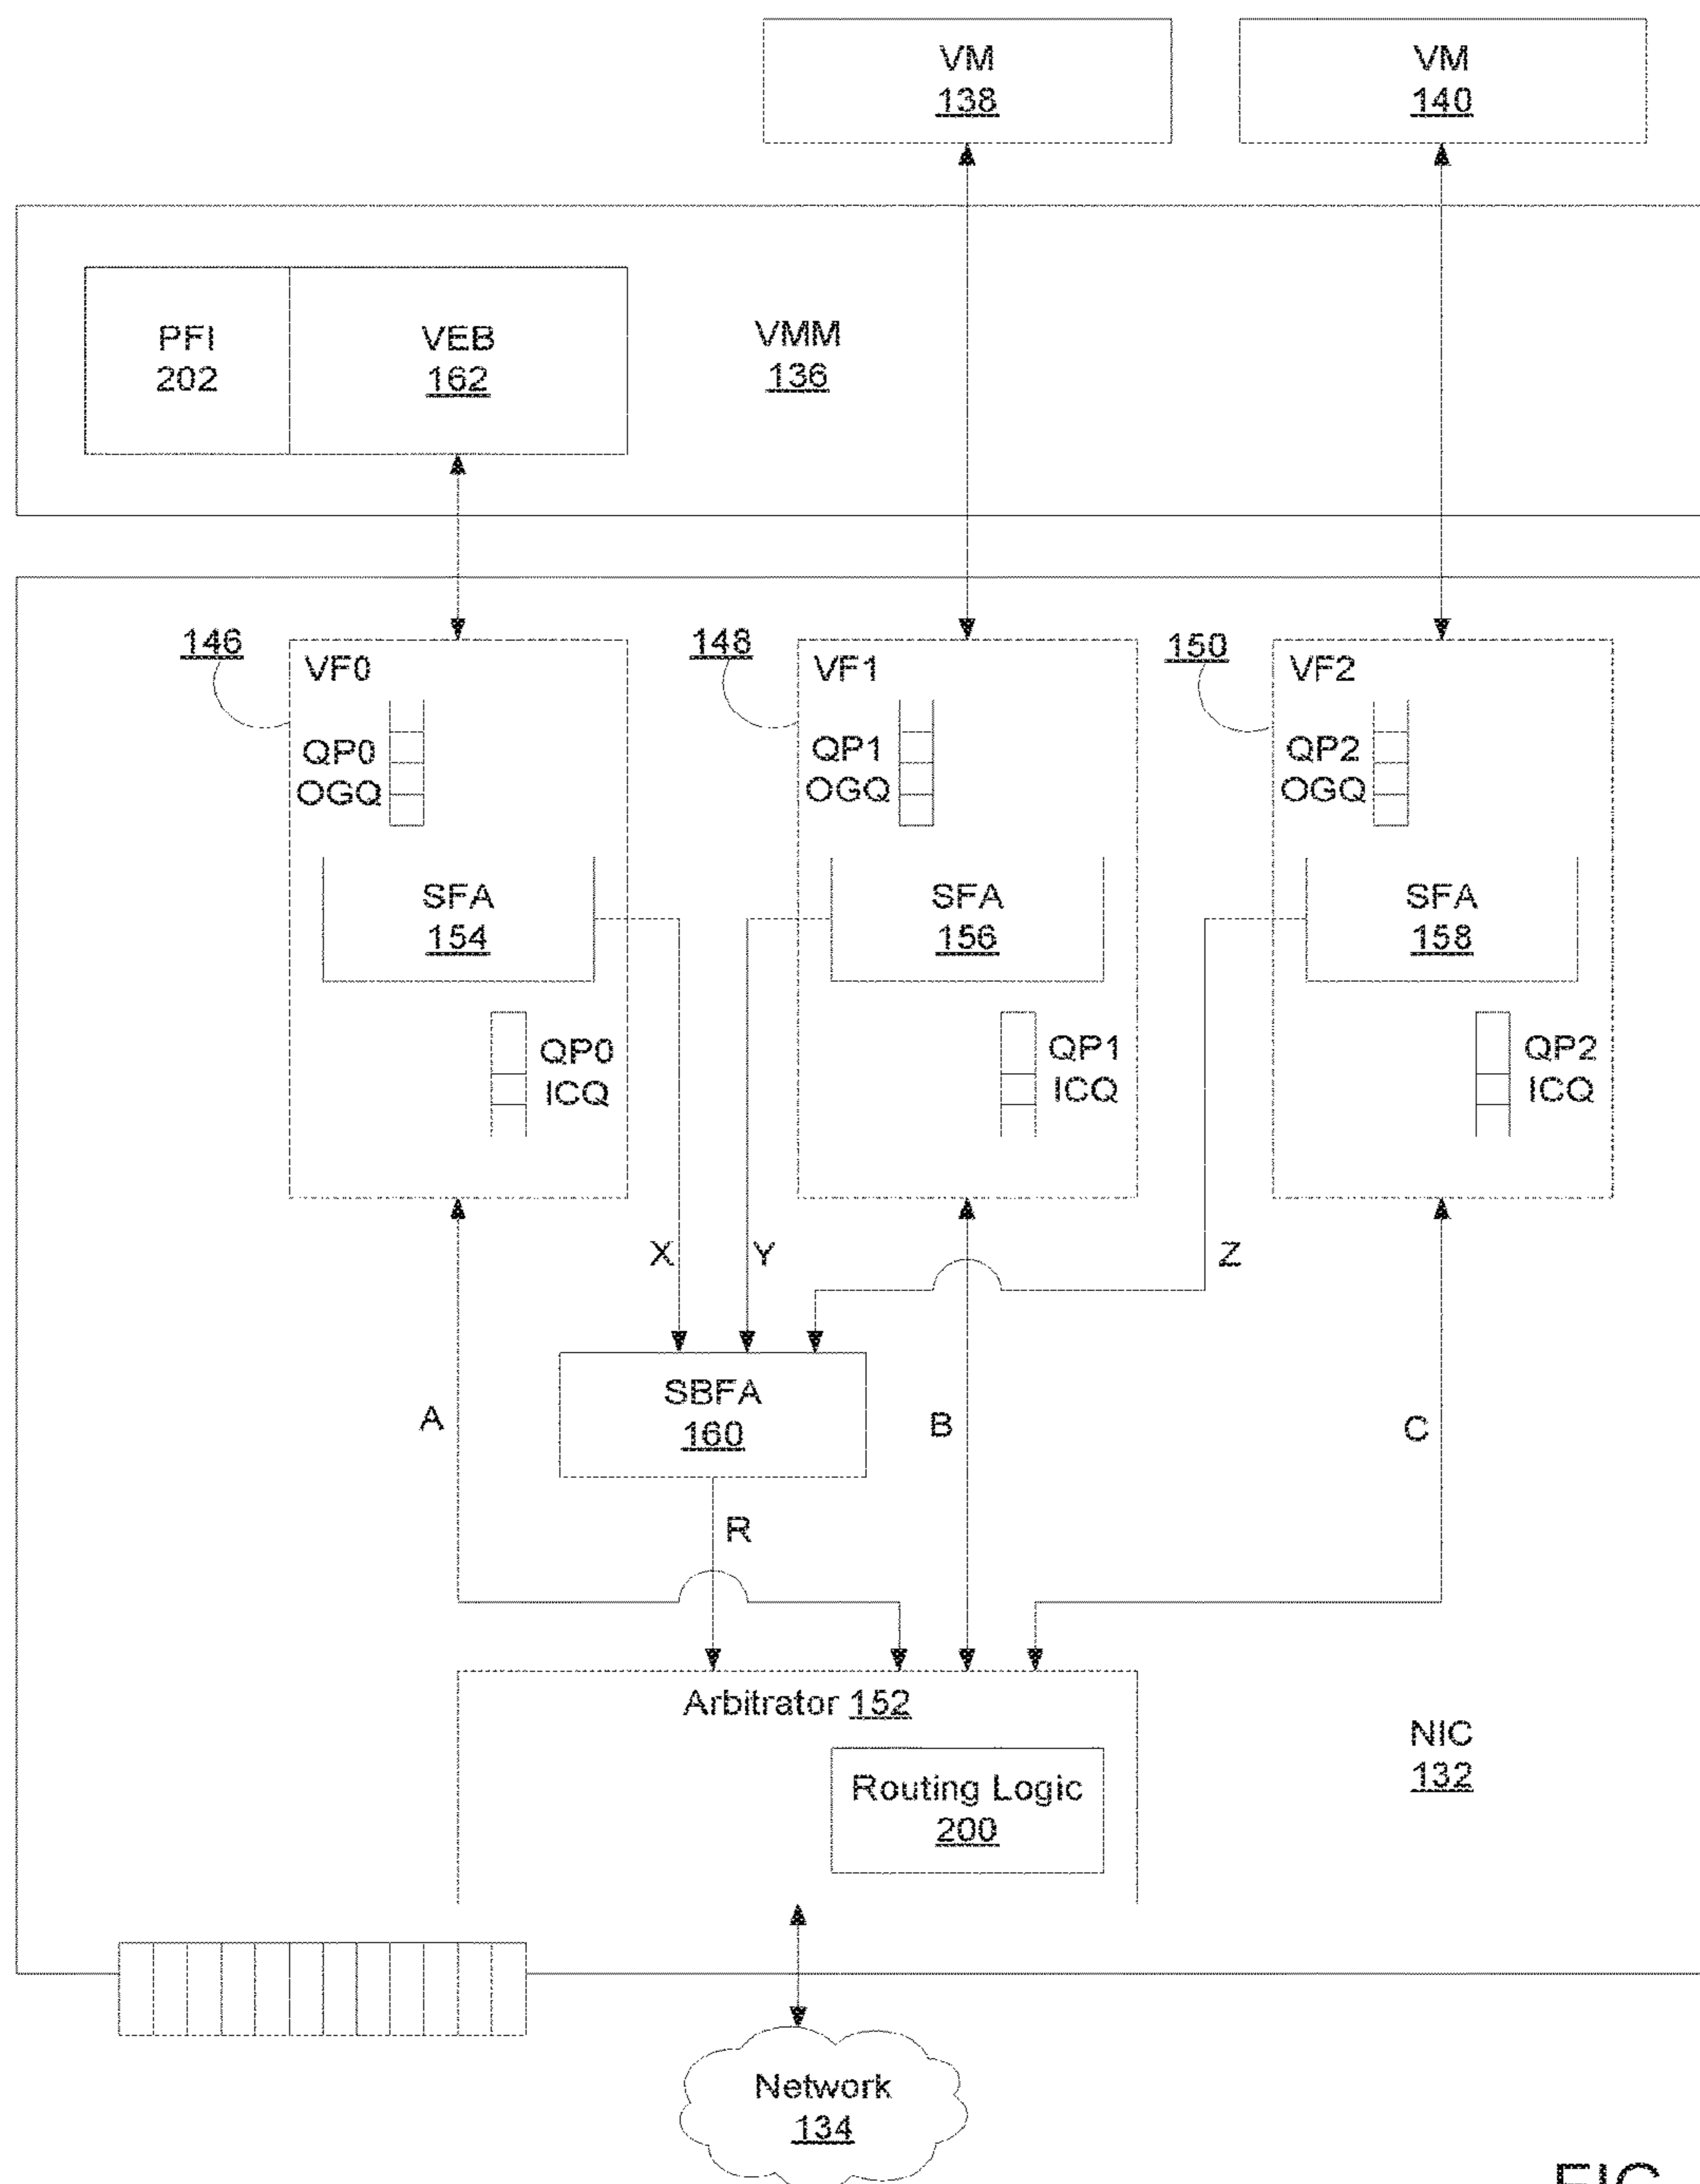 VM
138
VM
140
PFI
202
VEB
162
VMM
136
146
VF0
QP0
OGQ
SFA
154
QP0
ICQ
148
VF1
QP1
OGQ
SFA
156
QP1
ICQ
150
VF2
QP2
OGQ
SFA
158
QP2
ICQ
X
Y
Z
SBFA
160
A
B
C
R
Arbitrator 152
Routing Logic
200
NIC
132
Network
134
FIG